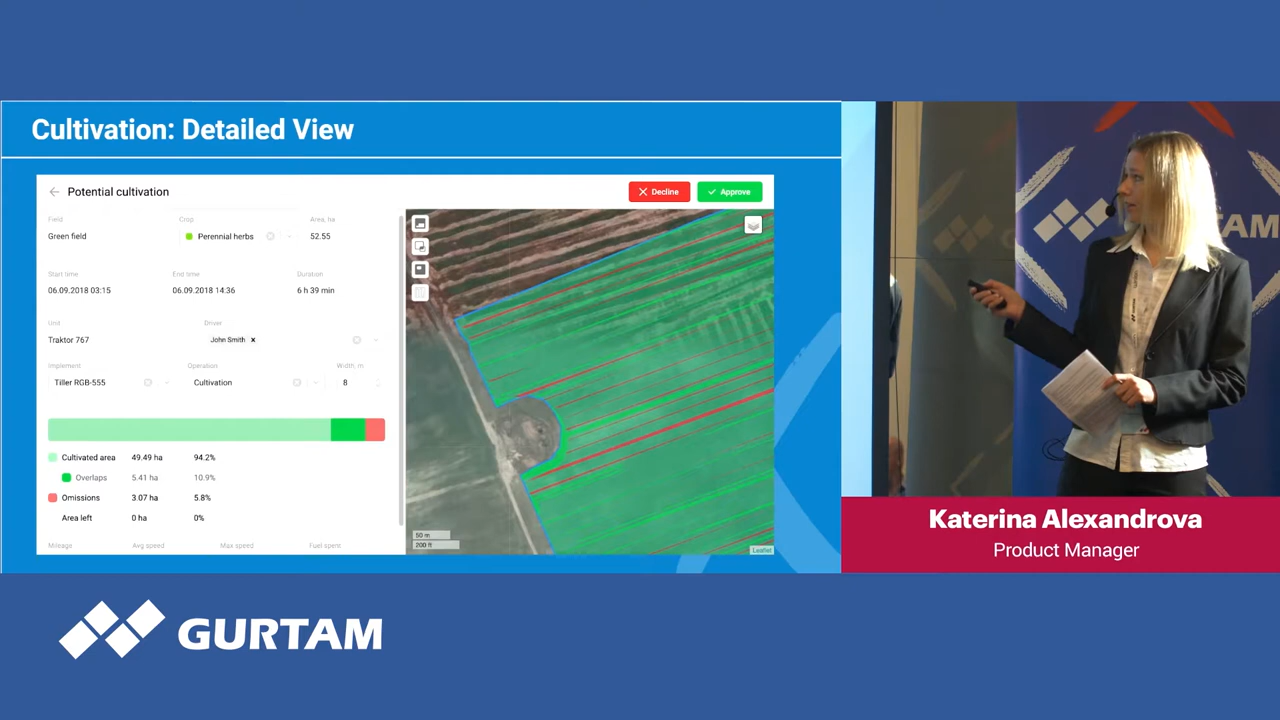 Cultivation: Detailed View
Potential cultivation
Decline
Approve
Field
Crop
Area, ha
Green field
Perennial herbs
52.55
Start time
End time
Duration
06.09.2018 03:15
06.09.2018 14:36
6 h 39 min
Unit
Driver
Traktor 767
John Smith
Implement
Operation
Width, m
Tiller RGB-555
Cultivation
8
Cultivated area 49.49 ha 94.2%
Overlaps 5.41 ha 10.9%
Omissions 3.07 ha 5.8%
Area left 0 ha 0%
Mileage Avg speed Max speed Fuel spent
50 m
200 ft
Leaflet
AM
Katerina Alexandrova
Product Manager
GURTAM